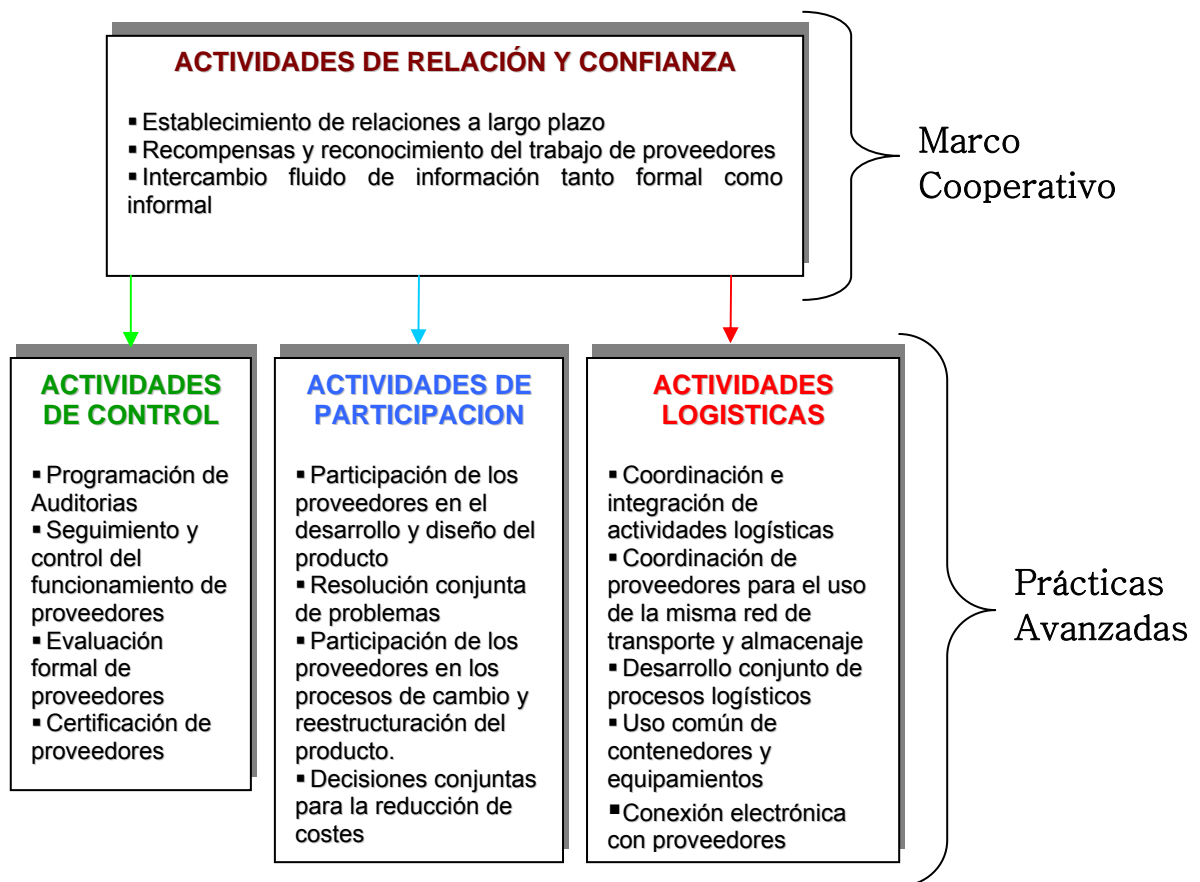 ACTIVIDADES DE RELACIÓN Y CONFIANZA
▪ Establecimiento de relaciones a largo plazo
▪ Recompensas y reconocimiento del trabajo de proveedores
▪ Intercambio fluido de información tanto formal como
informal
Marco
Cooperativo
ACTIVIDADES
DE CONTROL
▪ Programación de
Auditorias
▪ Seguimiento y
control del
funcionamiento de
proveedores
▪ Evaluación
formal de
proveedores
▪ Certificación de
proveedores
ACTIVIDADES DE
PARTICIPACION
▪ Participación de los
proveedores en el
desarrollo y diseño del
producto
▪ Resolución conjunta
de problemas
▪ Participación de los
proveedores en los
procesos de cambio y
reestructuración del
producto.
▪ Decisiones conjuntas
para la reducción de
costes
ACTIVIDADES
LOGISTICAS
▪ Coordinación e
integración de
actividades logísticas
▪ Coordinación de
proveedores para el uso
de la misma red de
transporte y almacenaje
▪ Desarrollo conjunto de
procesos logísticos
▪ Uso común de
contenedores y
equipamientos
▪ Conexión electrónica
con proveedores
Prácticas
Avanzadas